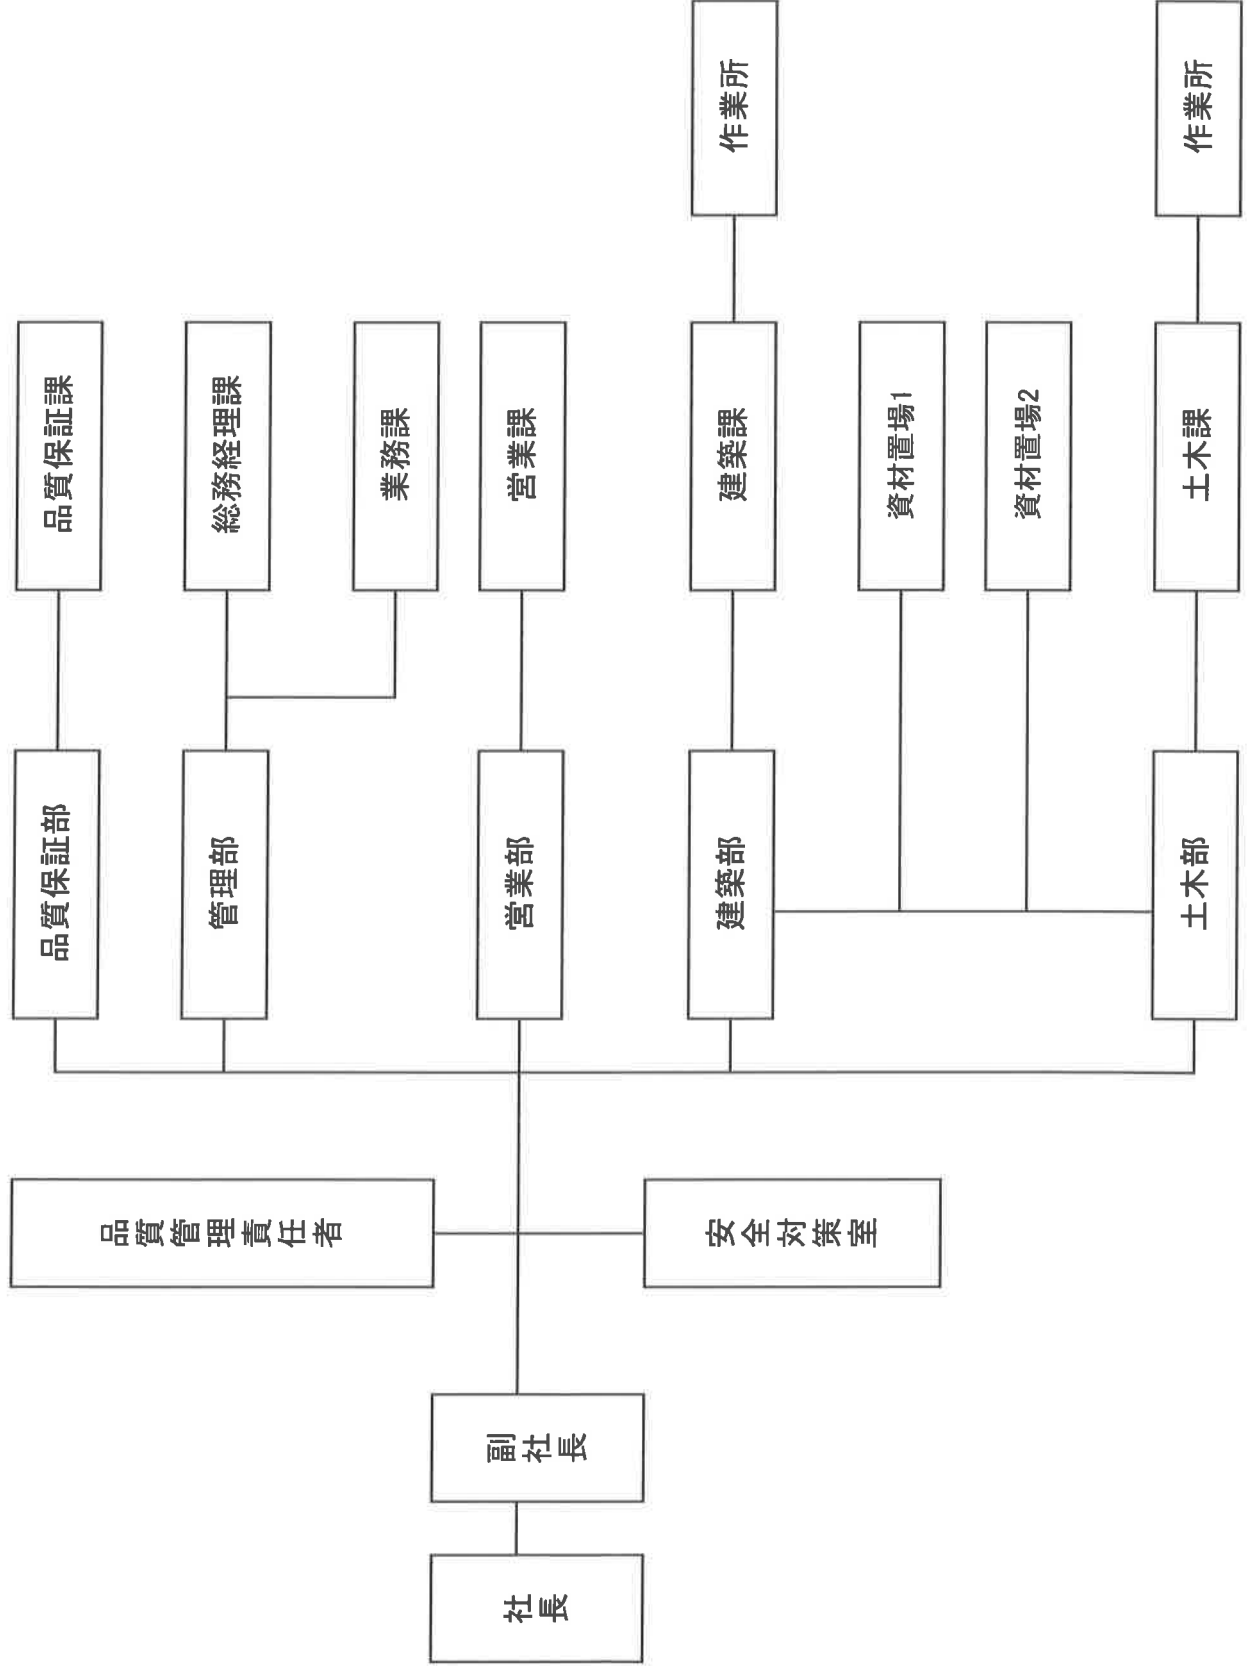 社長
副社長
品質管理責任者
安全対策室
品質保証部
管理部
営業部
建築部
土木部
品質保証課
総務経理課
業務課
営業課
建築課
資材置場1
資材置場2
土木課
作業所
作業所